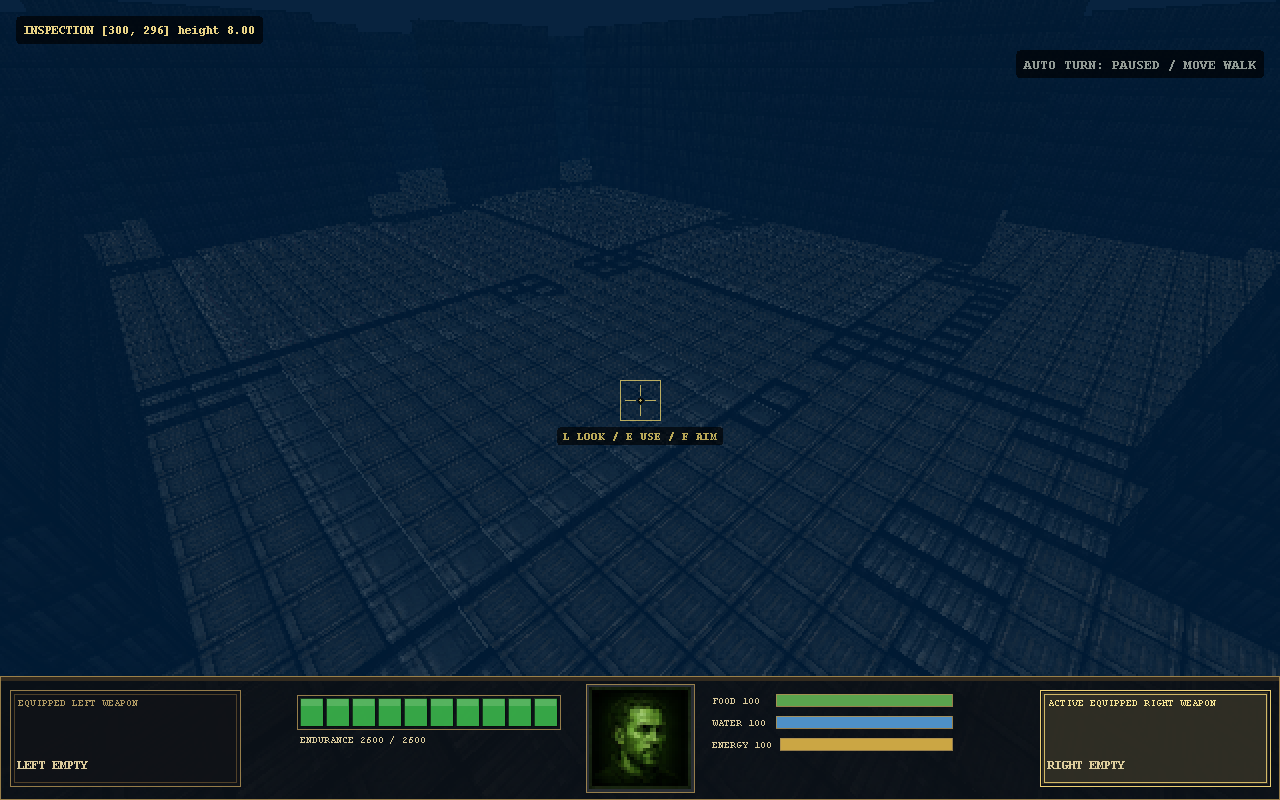 INSPECTION [300, 296] height 8.00
AUTO TURN: PAUSED / MOVE WALK
L LOOK / E USE / F AIM
EQUIPPED LEFT WEAPON
LEFT EMPTY
ENDURANCE 2600 / 2600
FOOD 100
WATER 100
ENERGY 100
ACTIVE EQUIPPED RIGHT WEAPON
RIGHT EMPTY